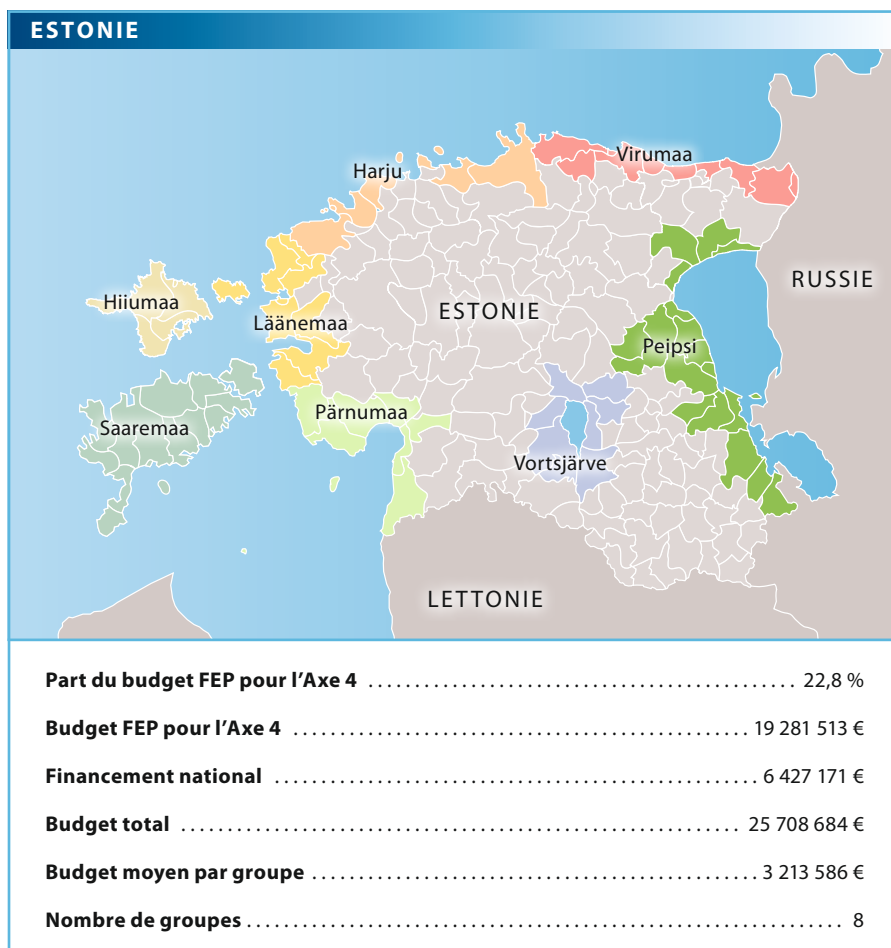 ESTONIE
Virumaa
Harju
RUSSIE
Hiiumaa
ESTONIE
Läänemaa
Peipsi
Pärnumaa
Saaremaa
Vortsjärve
LETTONIE
Part du budget FEP pour l'Axe 4 ........................................ 22,8 %
Budget FEP pour l'Axe 4 ........................................ 19 281 513 €
Financement national ........................................ 6 427 171 €
Budget total ........................................ 25 708 684 €
Budget moyen par groupe ........................................ 3 213 586 €
Nombre de groupes ........................................ 8